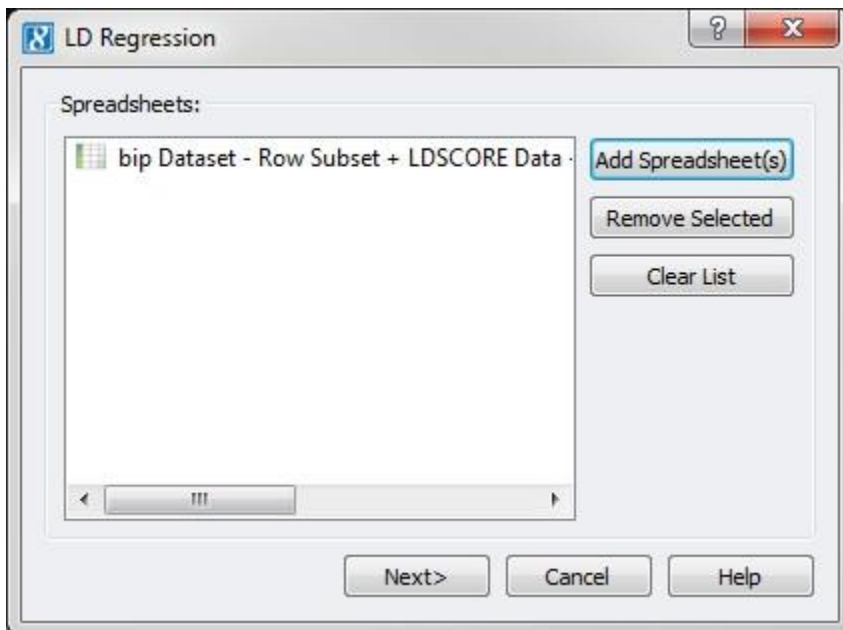 LD Regression
Spreadsheets:
bip Dataset - Row Subset + LDSCORE Data -
Add Spreadsheet(s)
Remove Selected
Clear List
Next>
Cancel
Help